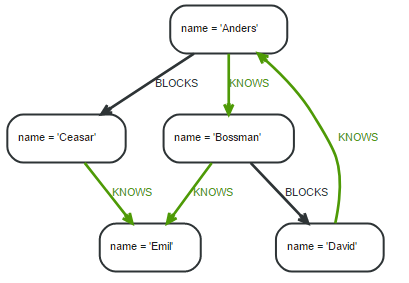 name = 'Anders'
BLOCKS
KNOWS
name = 'Ceasar'
name = 'Bossman'
KNOWS
KNOWS
KNOWS
BLOCKS
name = 'Emil'
name = 'David'